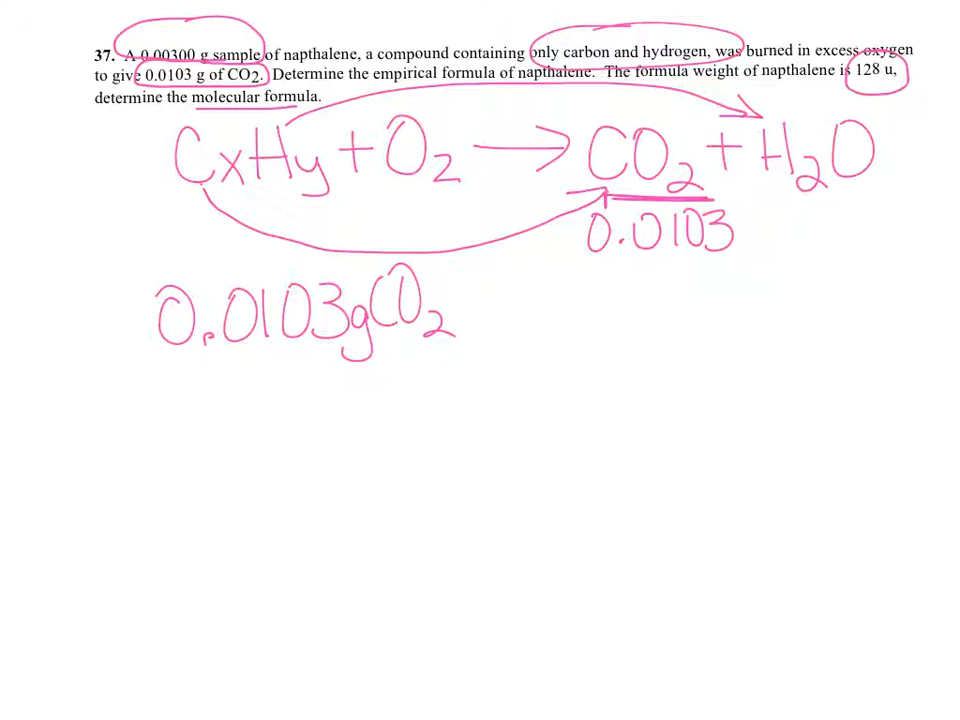 37. A 0.00300 g sample of napthalene, a compound containing only carbon and hydrogen, was burned in excess oxygen
to give 0.0103 g of CO₂. Determine the empirical formula of napthalene. The formula weight of napthalene is 128 u,
determine the molecular formula.
CxHy + O₂ → CO₂ + H₂O
0.0103
0.0103gCO₂